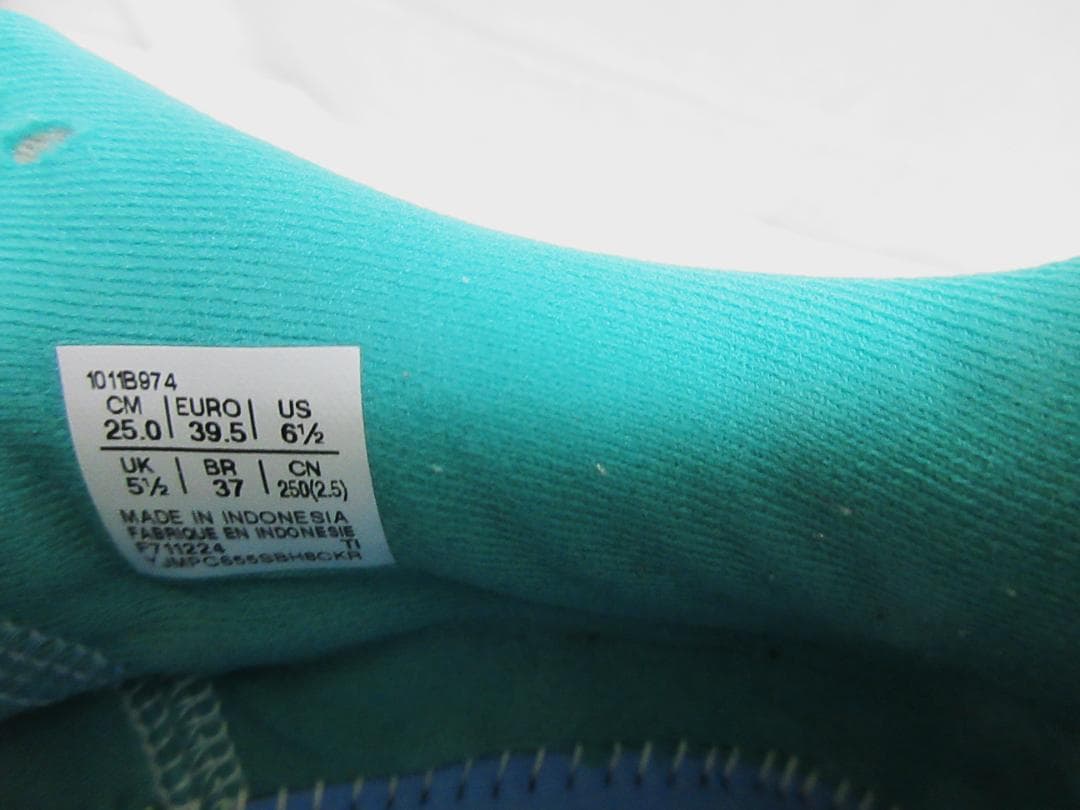 1011B974
CM | EURO | US
25.0 | 39.5 | 6½
UK | BR | CN
5½ | 37 | 250(2.5)
MADE IN INDONESIA
FABRIQUE EN INDONESIE
F711224 TI